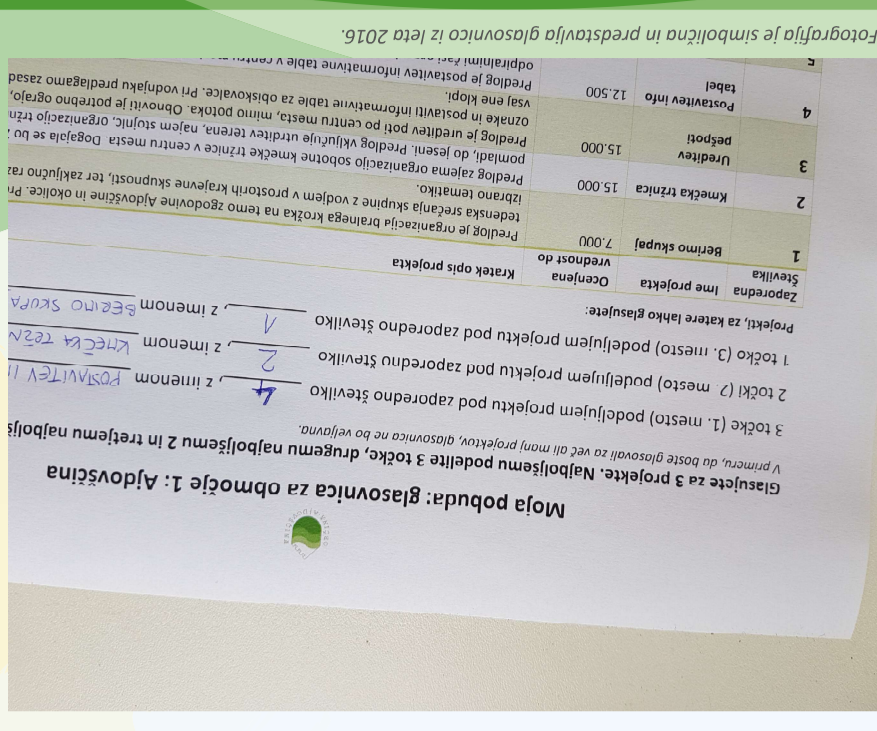 OBČINA AJDOVŠČINA
Moja pobuda: glasovnica za območje 1: Ajdovščina
Glasujete za 3 projekte. Najboljšemu podelite 3 točke, drugemu najboljšemu 2 in tretjemu
V primeru, da boste glasovali za več ali manj projektov, glasovnica ne bo veljavna.
3 točke (1. mesto) podeljujem projektu pod zaporedno številko 4, z imenom POSTAVITEV
2 točki (2. mesto) podeljujem projektu pod zaporedno številko 2, z imenom KMEČKA
1 točko (3. mesto) podeljujem projektu pod zaporedno številko 1, z imenom BERIMO
Projekti, za katere lahko glasujete:
Zaporedna številka Ime projekta Ocenjena vrednost do Kratek opis projekta
1 Berimo skupaj 7.000 Predlog je organizacija bralnega krožka na temo zgodovine Ajdovščine in okolice.
tedenska srečanja skupine z vodjem v prostorih krajevne skupnosti, ter zaključno
izbrano tematiko.
2 Kmečka tržnica 15.000 Predlog zajema organizacijo sobotne kmečke tržnice v centru mesta Dogajala se bo
pomladi, do jeseni. Predlog vključuje utrditev terena, najem stojnic, organizacijo
3 Ureditev pešpoti 15.000 Predlog je ureditev poti po centru mesta, mimo potoka. Obnoviti je potrebno ograjo,
oznake in postaviti informativne table za obiskovalce. Pri vodnjaku predlagamo
vsaj ene klopi.
4 Postavitev info tabel 12.500 Predlog je postavitev informativne table v centru
odpiralnimi
5
Fotografija je simbolična in predstavlja glasovnico iz leta 2016.